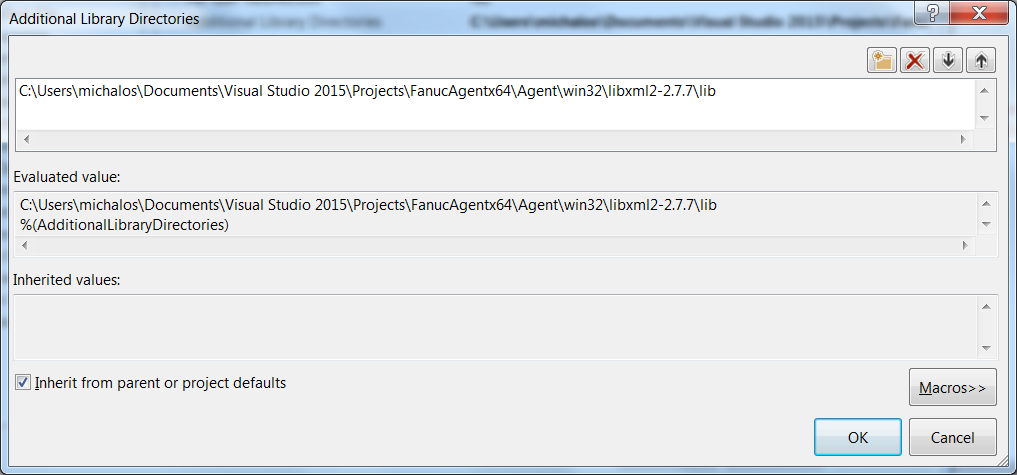 Additional Library Directories
C:\Users\michalos\Documents\Visual Studio 2015\Projects\FanucAgentx64\Agent\win32\libxml2-2.7.7\lib
Evaluated value:
C:\Users\michalos\Documents\Visual Studio 2015\Projects\FanucAgentx64\Agent\win32\libxml2-2.7.7\lib
%(AdditionalLibraryDirectories)
Inherited values:
Inherit from parent or project defaults
Macros>>
OK
Cancel